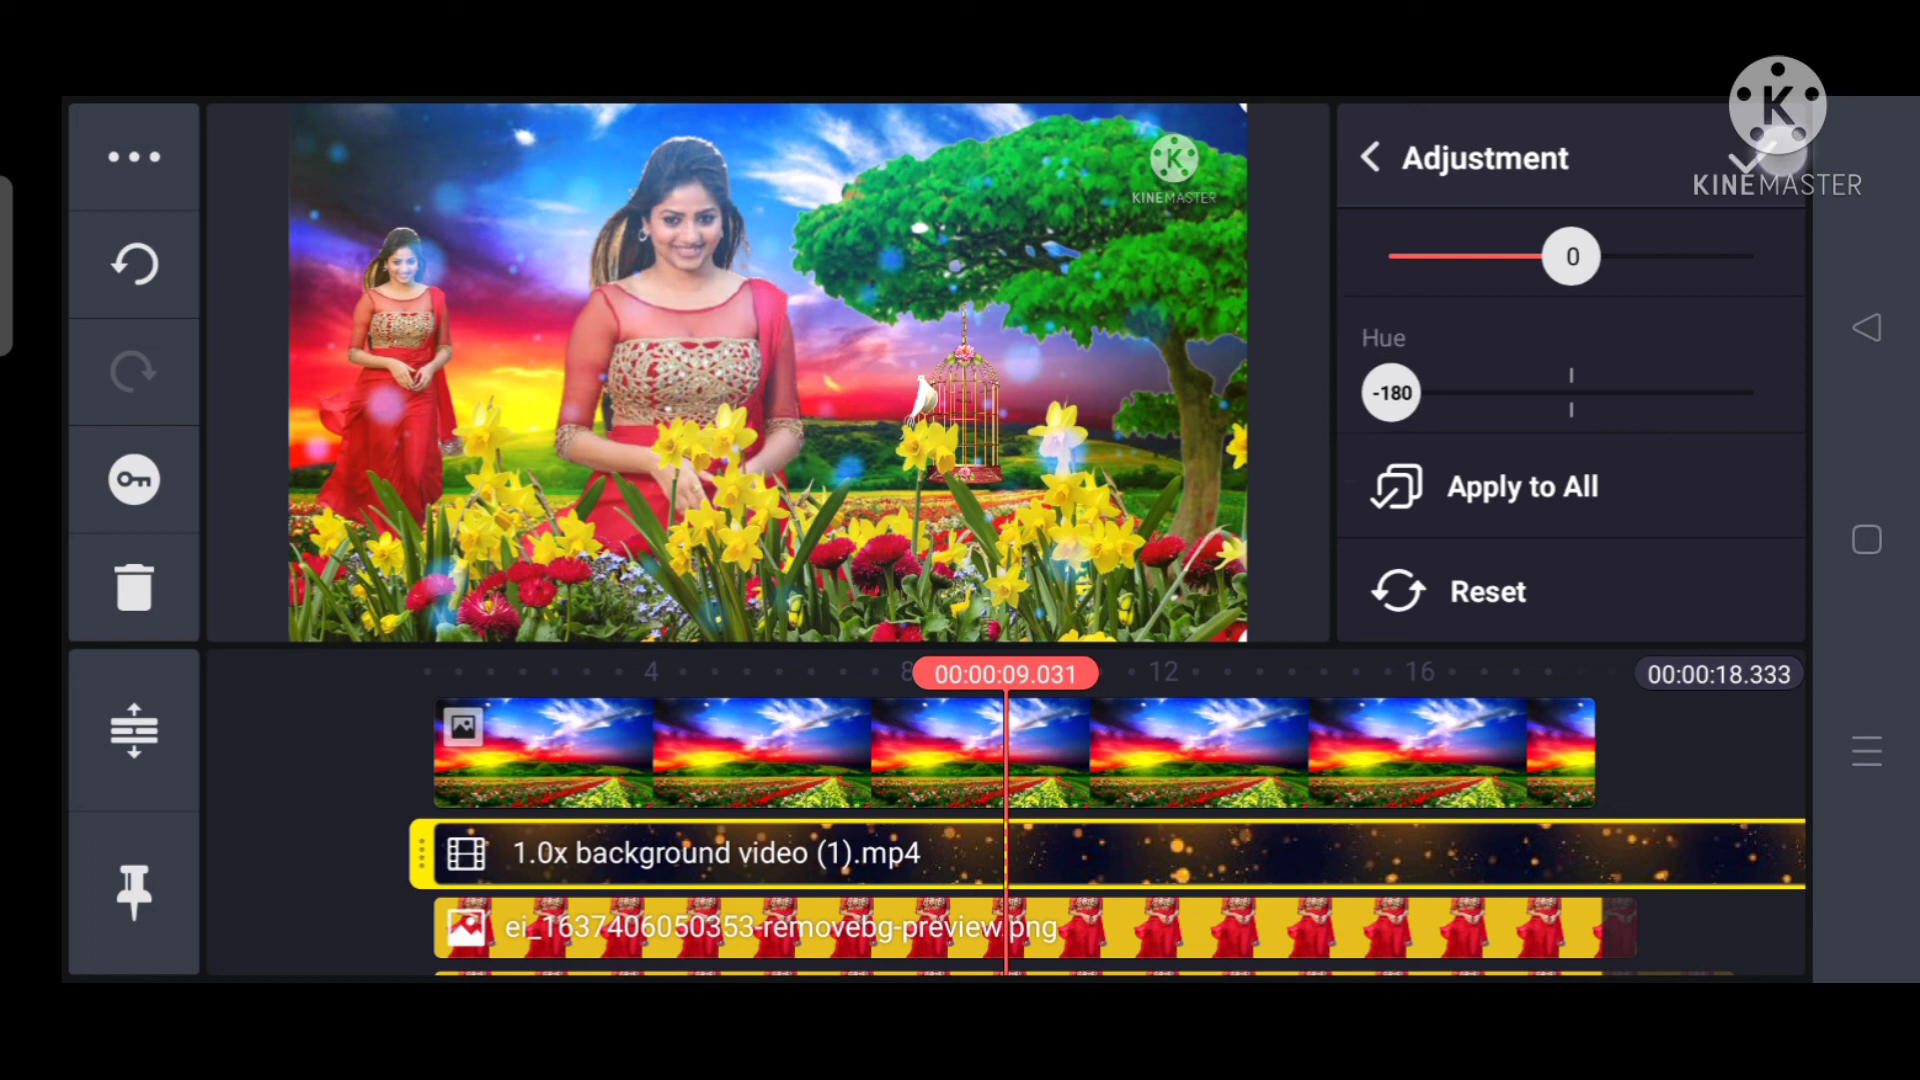 Adjustment
KINEMASTER
K
K
KINEMASTER
0
Hue
-180
Apply to All
Reset
4
8
00:00:09.031
12
16
00:00:18.333
1.0x background video (1).mp4
ei_1637406050353-removebg-preview.png